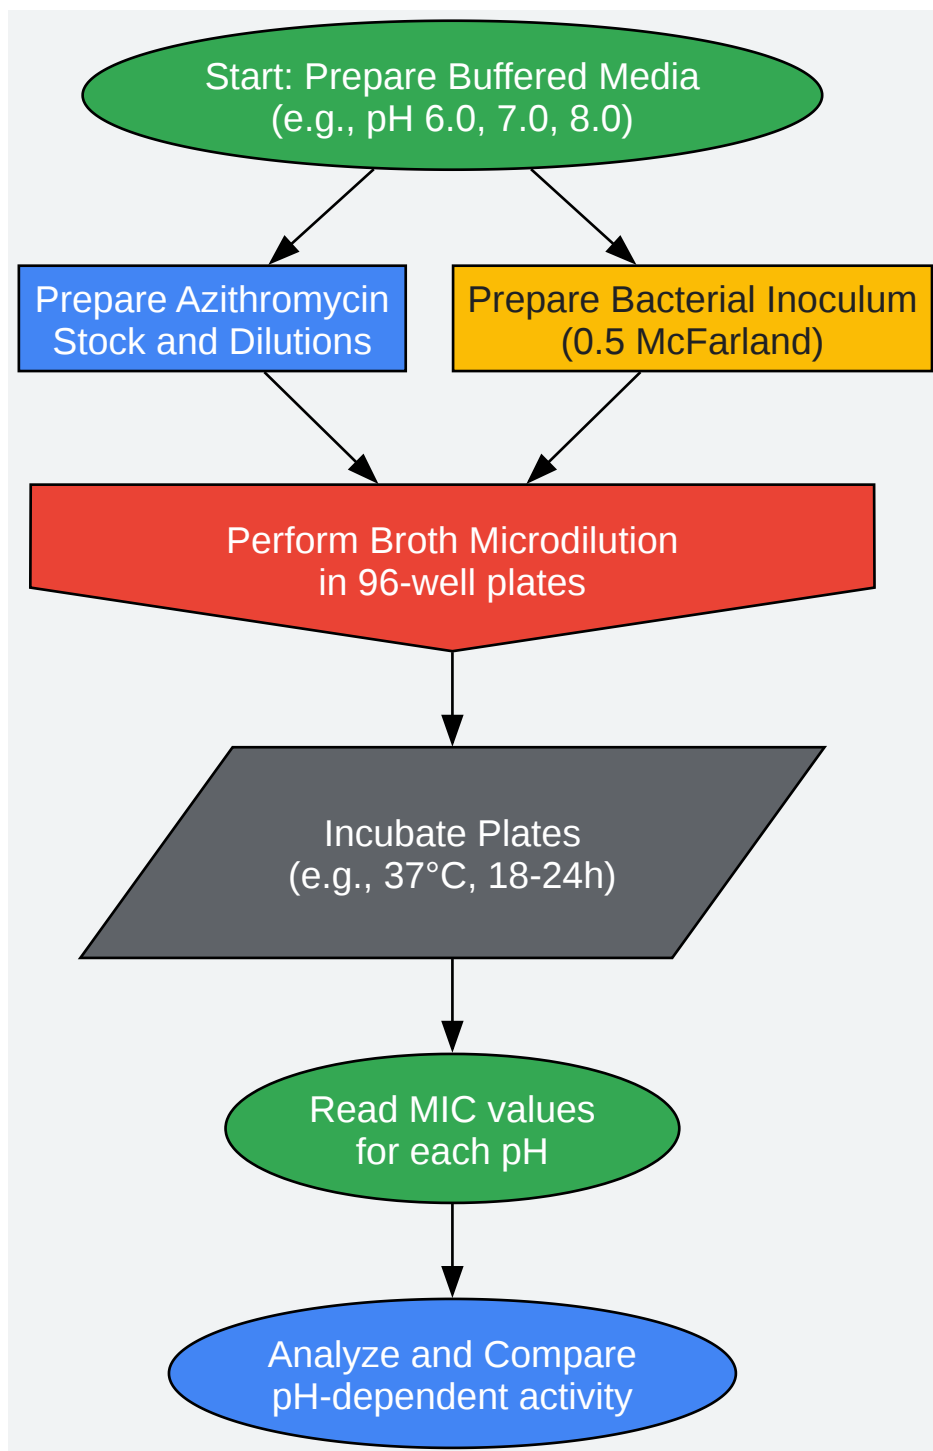 Start: Prepare Buffered Media
(e.g., pH 6.0, 7.0, 8.0)
Prepare Azithromycin
Stock and Dilutions
Prepare Bacterial Inoculum
(0.5 McFarland)
Perform Broth Microdilution
in 96-well plates
Incubate Plates
(e.g., 37°C, 18-24h)
Read MIC values
for each pH
Analyze and Compare
pH-dependent activity